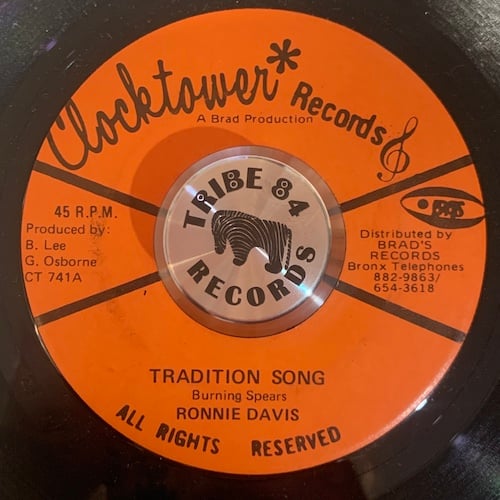 Clocktower*
Records
A Brad Production
45 R.P.M.
Produced by:
B. Lee
G. Osborne
CT 741A
TRIBE 84
RECORDS
Distributed by
BRAD'S
RECORDS
Bronx Telephones
882-9863/
654-3618
TRADITION SONG
Burning Spears
RONNIE DAVIS
ALL RIGHTS RESERVED